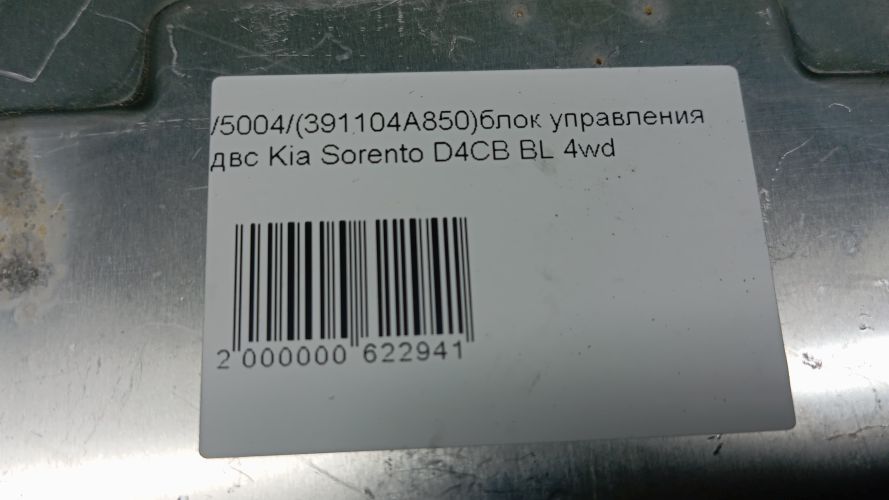 /5004/(391104A850)блок управления
двс Kia Sorento D4CB BL 4wd
2 000000 622941